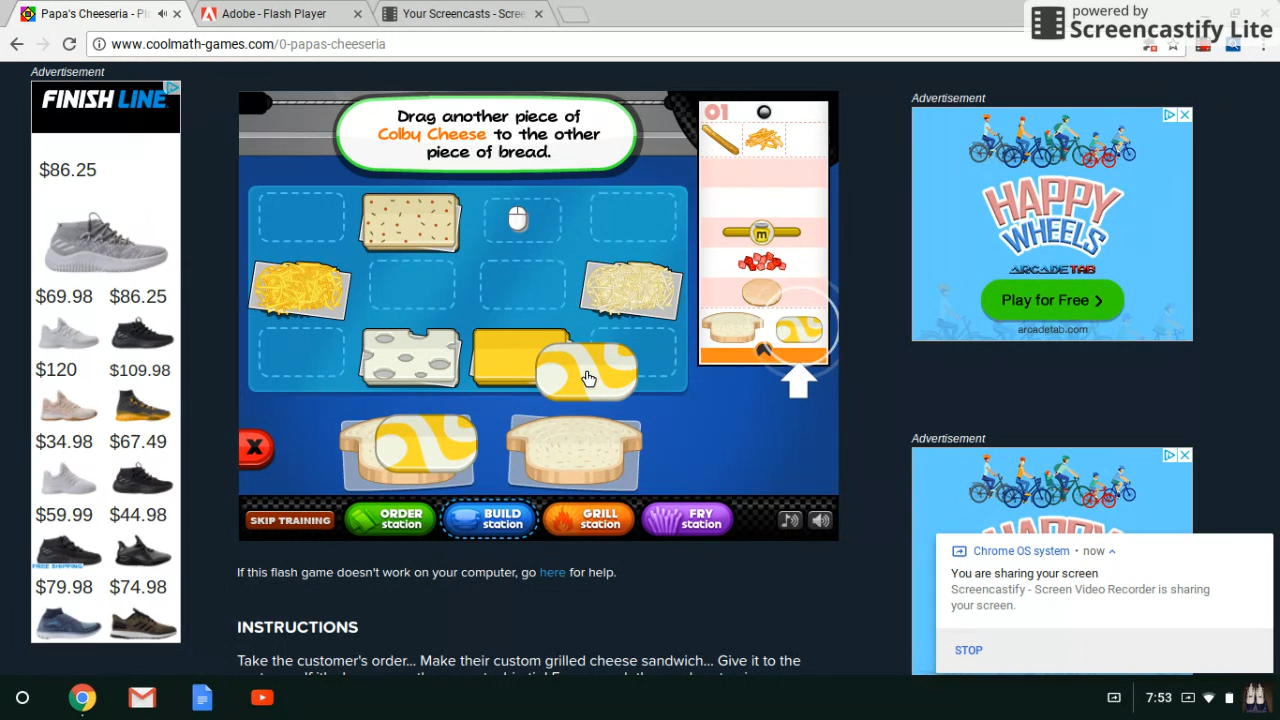 Papa's Cheeseria - Pl
Adobe - Flash Player
Your Screencasts - Scree
powered by
Screencastify Lite
www.coolmath-games.com/0-papas-cheeseria
Advertisement
FINISH LINE
$86.25
$69.98 $86.25
$120 $109.98
$34.98 $67.49
$59.99 $44.98
FREE SHIPPING
$79.98 $74.98
Drag another piece of
Colby Cheese to the other
piece of bread.
01
m
X
SKIP TRAINING
ORDER
station
BUILD
station
GRILL
station
FRY
station
If this flash game doesn't work on your computer, go here for help.
INSTRUCTIONS
Take the customer's order... Make their custom grilled cheese sandwich... Give it to the
Advertisement
HAPPY
WHEELS
ARCADETAB
Play for Free >
arcadetab.com
Advertisement
HAPPY
Chrome OS system • now
You are sharing your screen
Screencastify - Screen Video Recorder is sharing
your screen.
STOP
7:53